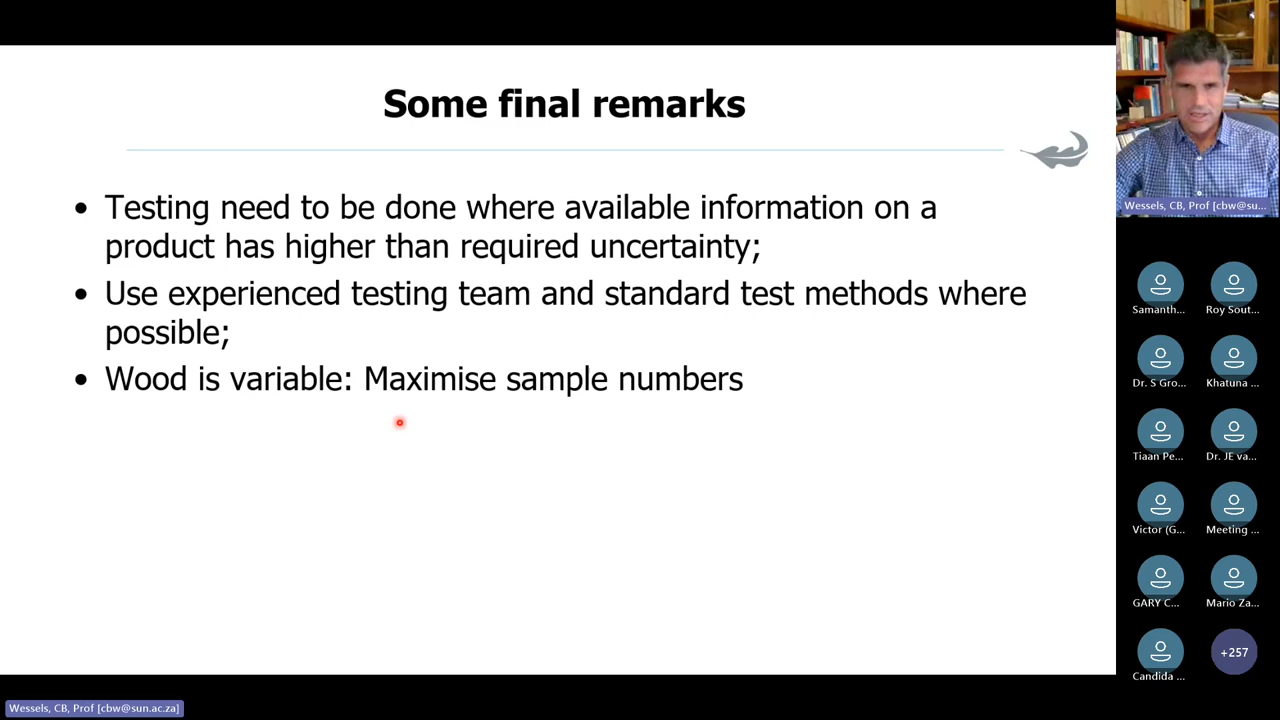 Some final remarks
• Testing need to be done where available information on a
product has higher than required uncertainty;
• Use experienced testing team and standard test methods where
possible;
• Wood is variable: Maximise sample numbers
Wessels, CB, Prof [cbw@su...
Samanth...
Roy Sout...
Dr. S Gro...
Khatuna ...
Tiaan Pe...
Dr. JE va...
Victor (G...
Meeting ...
GARY C...
Mario Za...
Candida ...
+257
Wessels, CB, Prof [cbw@sun.ac.za]